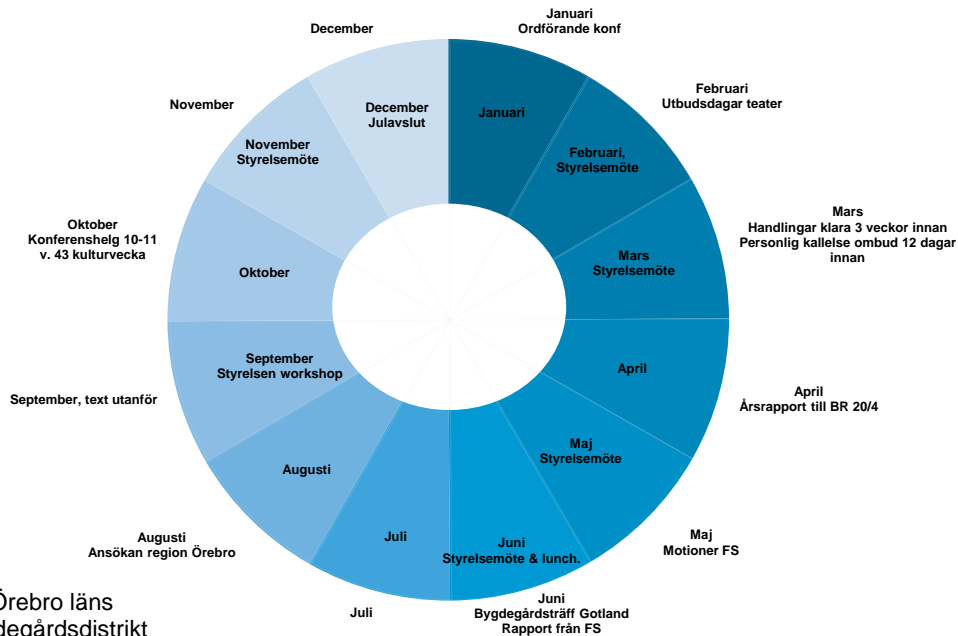 Januari
Ordförande konf
Februari
Utbudsdagar teater
Mars
Handlingar klara 3 veckor innan
Personlig kallelse ombud 12 dagar
innan
April
Årsrapport till BR 20/4
Maj
Motioner FS
Juni
Bygdegårdsträff Gotland
Rapport från FS
Juli
Augusti
Ansökan region Örebro
September, text utanför
Oktober
Konferenshelg 10-11
v. 43 kulturvecka
November
December
Januari
Februari,
Styrelsemöte
Mars
Styrelsemöte
April
Maj
Styrelsemöte
Juni
Styrelsemöte & lunch.
Juli
Augusti
September
Styrelsen workshop
Oktober
November
Styrelsemöte
December
Julavslut
Örebro läns
degårdsdistrikt